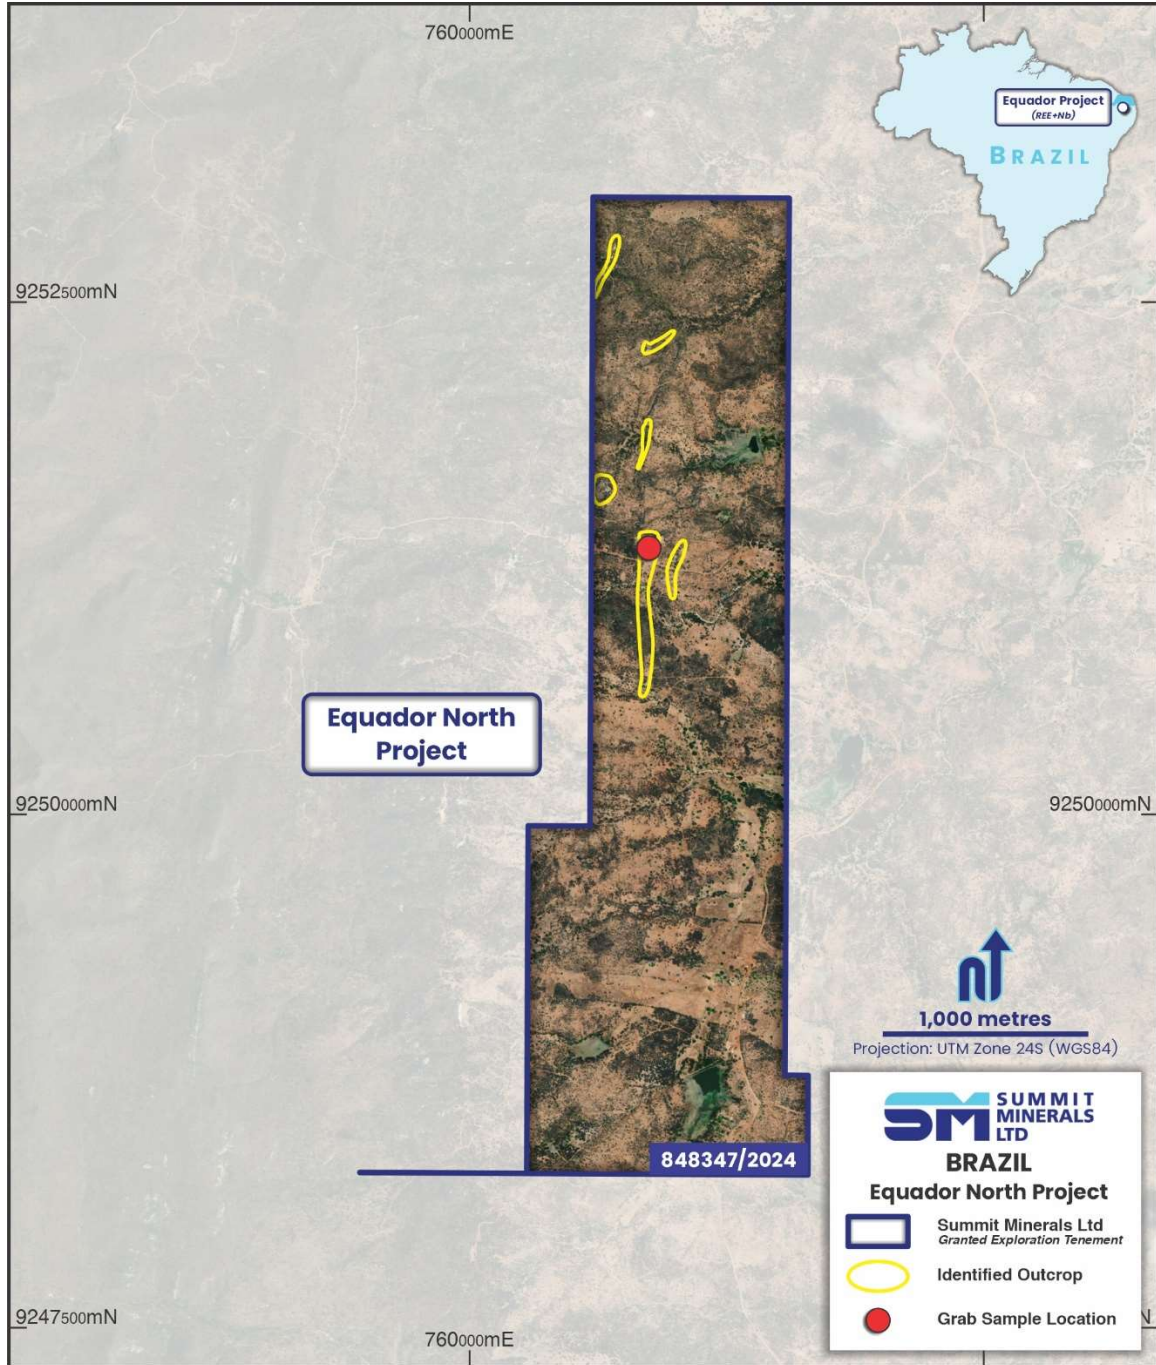 760000mE
Equador Project
(REE+Nb)
BRAZIL
9252500mN
Equador North
Project
9250000mN
9250000mN
n
1,000 metres
Projection: UTM Zone 24S (WGS84)
848347/2024
SM SUMMIT
MINERALS
LTD
BRAZIL
Equador North Project
Summit Minerals Ltd
Granted Exploration Tenement
Identified Outcrop
Grab Sample Location
9247500mN
N
760000mE